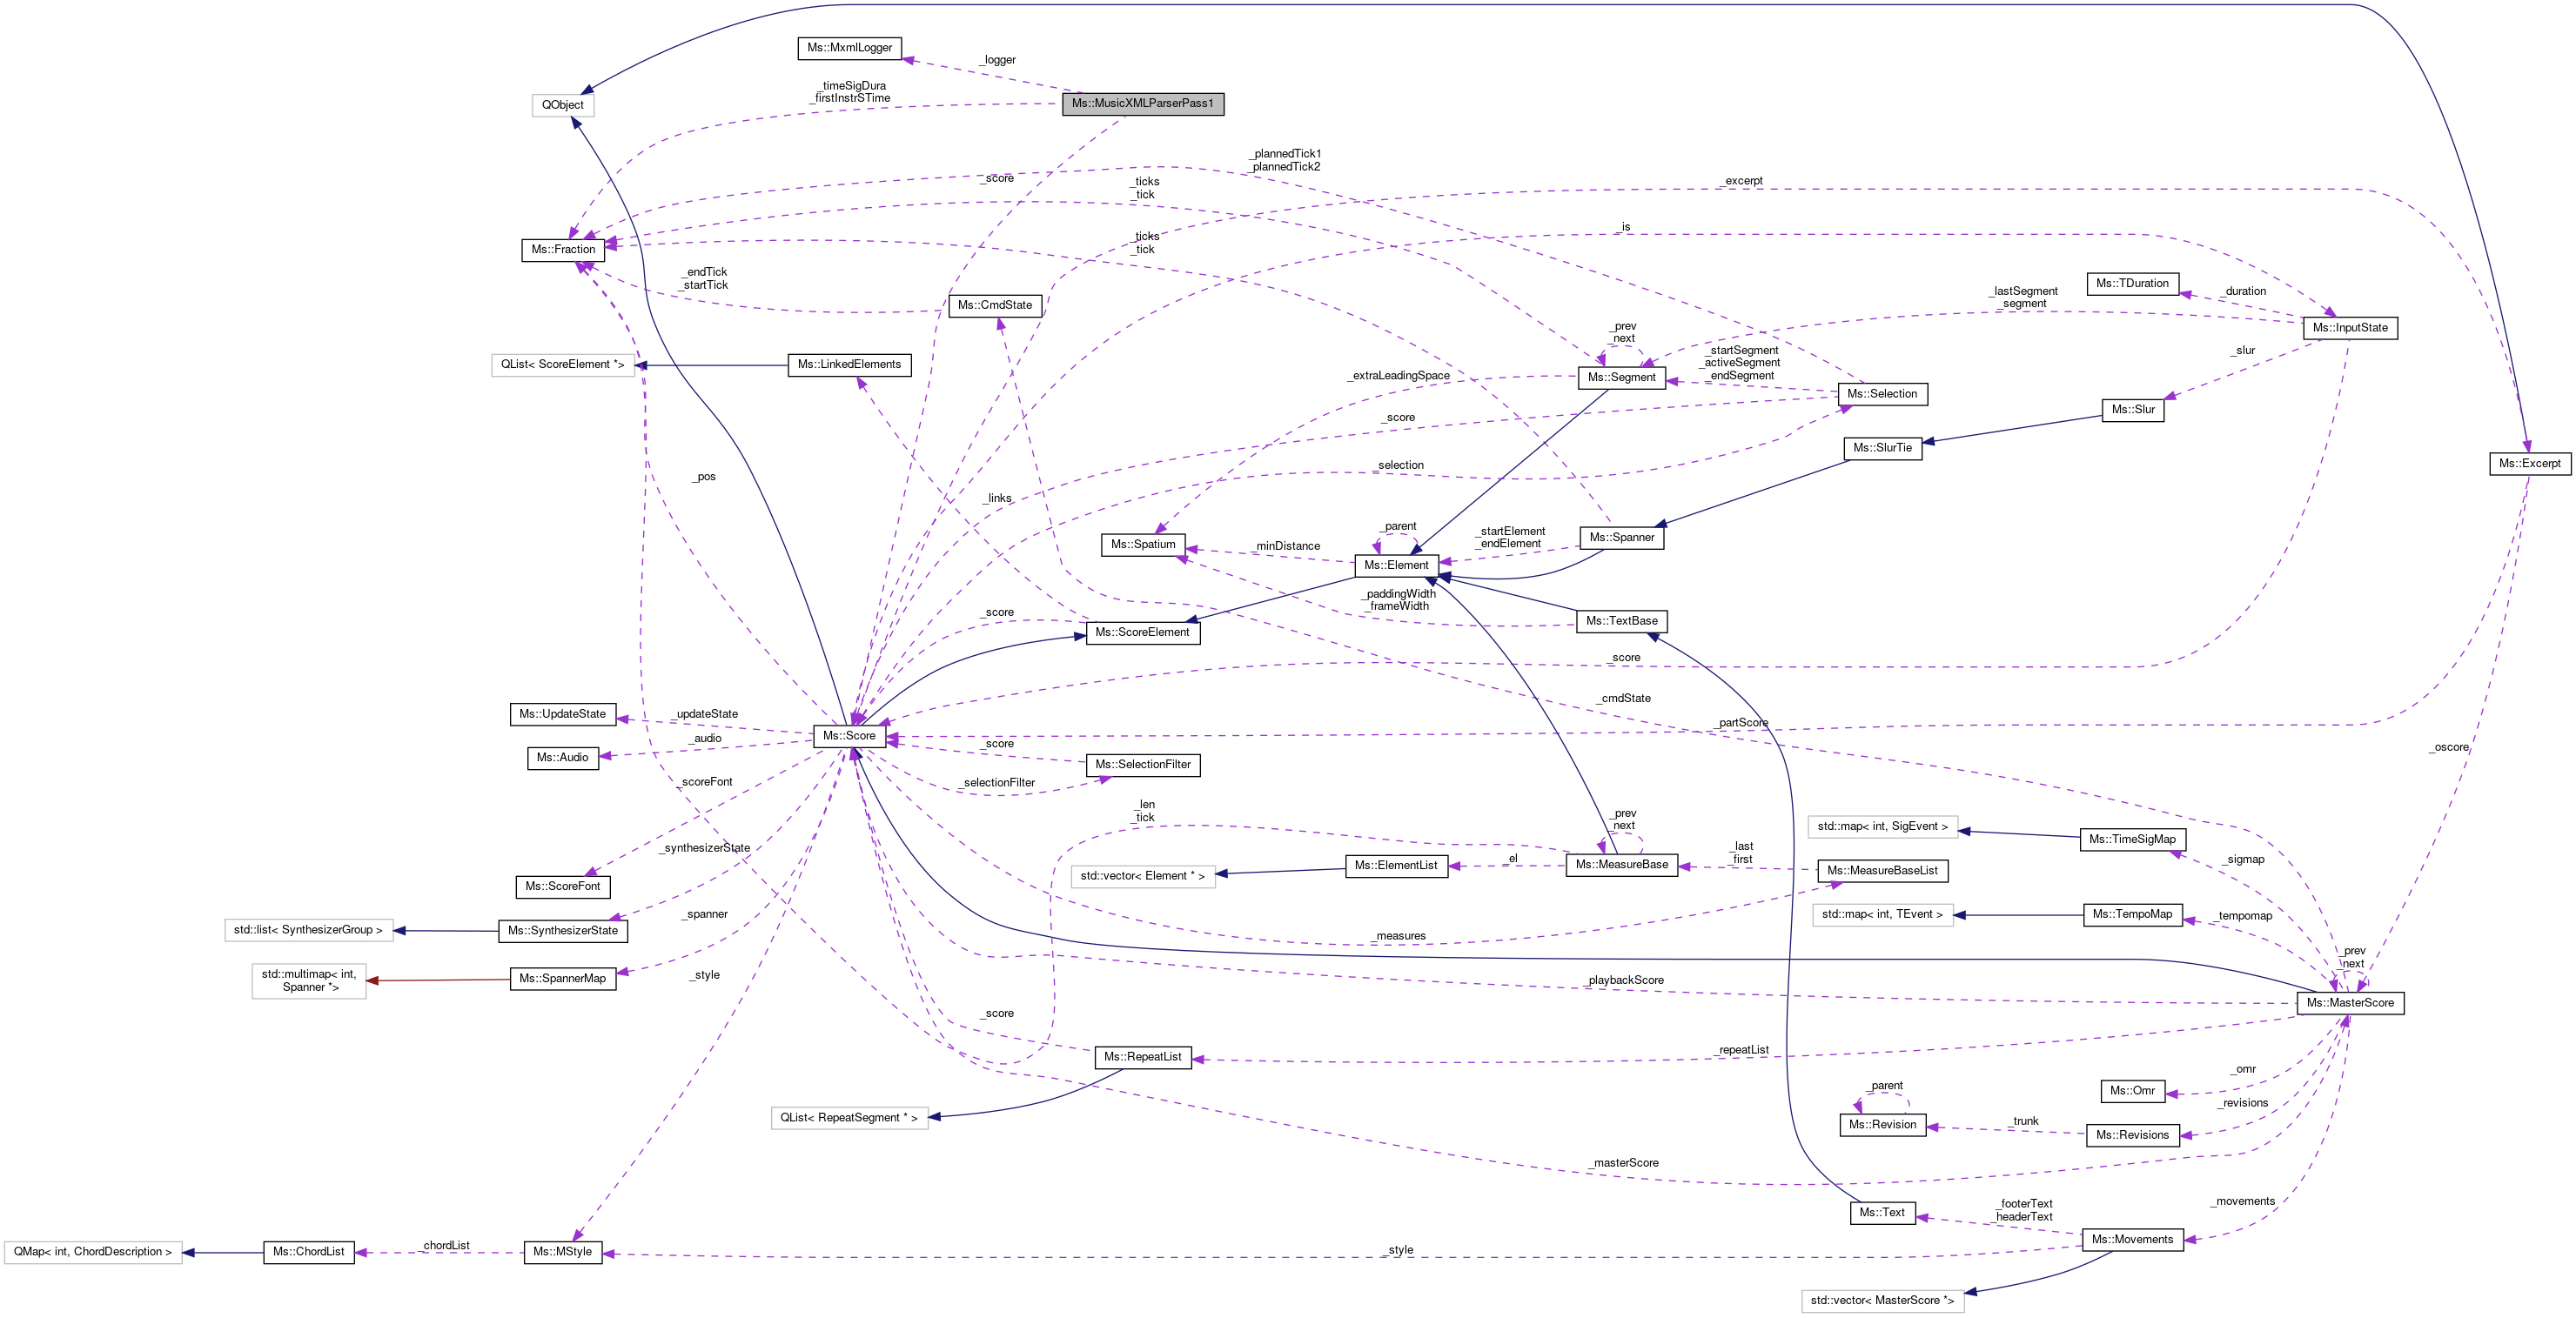 Ms::MxmlLogger
_logger
_timeSigDura
_firstInstrSTime
QObject
Ms::MusicXMLParserPass1
_plannedTick1
_plannedTick2
_score
_ticks
_tick
_excerpt
_is
Ms::Fraction
_ticks
_tick
_endTick
_startTick
Ms::CmdState
Ms::TDuration
_duration
_lastSegment
_segment
Ms::InputState
_prev
_next
_startSegment
_activeSegment
_endSegment
_slur
QList< ScoreElement *>
Ms::LinkedElements
_extraLeadingSpace
Ms::Segment
Ms::Selection
Ms::Slur
_score
Ms::SlurTie
Ms::Excerpt
_pos
_selection
_links
Ms::Spatium
_minDistance
_parent
_startElement
_endElement
Ms::Spanner
Ms::Element
_paddingWidth
_frameWidth
_score
Ms::ScoreElement
Ms::TextBase
_score
_cmdState
Ms::UpdateState
_updateState
_partScore
Ms::Score
_audio
_score
_oscore
Ms::Audio
Ms::SelectionFilter
_scoreFont
_selectionFilter
_len
_tick
_prev
_next
std::map< int, SigEvent >
Ms::TimeSigMap
_synthesizerState
_last
_first
_sigmap
std::vector< Element * >
Ms::ElementList
_el
Ms::MeasureBase
Ms::MeasureBaseList
Ms::ScoreFont
_spanner
std::map< int, TEvent >
Ms::TempoMap
_tempomap
std::list< SynthesizerGroup >
Ms::SynthesizerState
_measures
_prev
_next
std::multimap< int,
Spanner *>
Ms::SpannerMap
_style
_playbackScore
Ms::MasterScore
_score
Ms::RepeatList
_repeatList
_omr
Ms::Omr
_parent
_revisions
QList< RepeatSegment * >
Ms::Revision
_trunk
Ms::Revisions
_masterScore
_movements
Ms::Text
_footerText
_headerText
QMap< int, ChordDescription >
Ms::ChordList
_chordList
Ms::MStyle
_style
Ms::Movements
std::vector< MasterScore *>